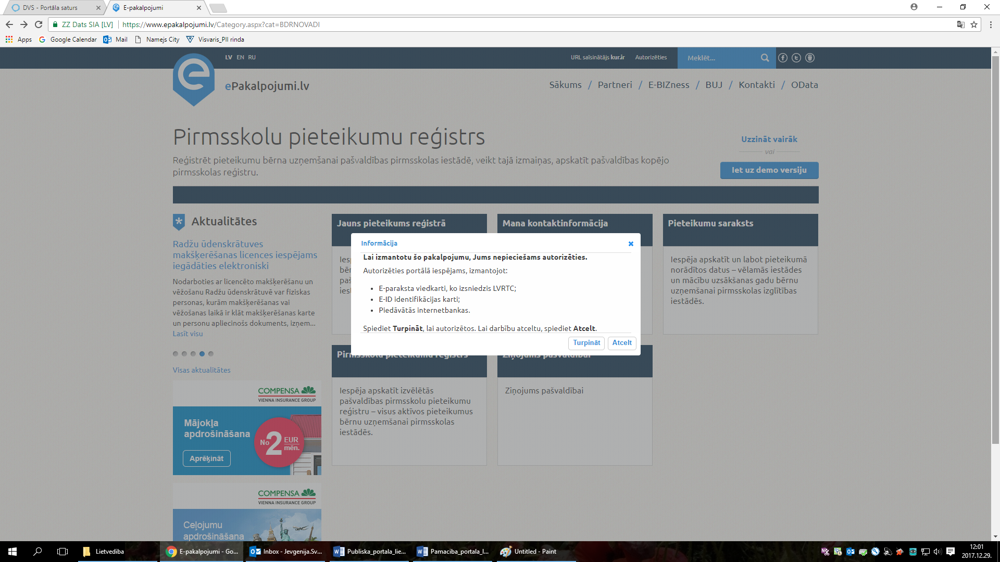 DVS - Portāla saturs
E-pakalpojumi
ZZ Dats SIA [LV]
https://www.epakalpojumi.lv/Category.aspx?cat=BDRNOVADI
Apps
Google Calendar
Mail
Namejs City
Visvaris_PII rinda
LV EN RU
URL saīsinātājs kur.ir
Autorizēties
Meklēt...
ePakalpojumi.lv
Sākums / Partneri / E-BIZness / BUJ / Kontakti / OData
Pirmsskolu pieteikumu reģistrs
Reģistrēt pieteikumu bērna uzņemšanai pašvaldības pirmsskolas iestādē, veikt tajā izmaiņas, apskatīt pašvaldības kopējo
pirmsskolas reģistru.
Uzzināt vairāk
vai
Iet uz demo versiju
Aktualitātes
Radžu ūdenskrātuves
makšķerēšanas licences iespējams
iegādāties elektroniski
Nodarboties ar licencēto makšķerēšanu un
vēžošanu Radžu ūdenskrātuvē var fiziskas
personas, kurām makšķerēšanas vai
vēžošanas laikā ir klāt makšķerēšanas karte
un personu apliecinošs dokuments, izņem...
Lasīt visu
Visas aktualitātes
COMPENSA
VIENNA INSURANCE GROUP
Mājokļa
apdrošināšana
No 2 EUR
mēn.
Aprēķināt
COMPENSA
VIENNA INSURANCE GROUP
Ceļojumu
apdrošināšana
Jauns pieteikums reģistrā
Mana kontaktinformācija
Pieteikumu saraksts
Iespēja apskatīt un labot pieteikumā
norādītos datus – vēlamās iestādes
un mācību uzsākšanas gadu bērnu
uzņemšanai pirmsskolas izglītības
iestādēs.
Informācija
Lai izmantotu šo pakalpojumu, Jums nepieciešams autorizēties.
Autorizēties portālā iespējams, izmantojot:
• E-paraksta viedkarti, ko izsniedzis LVRTC;
• E-ID identifikācijas karti;
• Piedāvātās internetbankas.
Spiediet Turpināt, lai autorizētos. Lai darbību atceltu, spiediet Atcelt.
Turpināt
Atcelt
Pirmsskolu pieteikumu reģistrs
Ziņojums pašvaldībai
Iespēja apskatīt izvēlētās
pašvaldības pirmsskolu pieteikumu
reģistru – visus aktīvos pieteikumus
bērnu uzņemšanai pirmsskolas
iestādēs.
Ziņojums pašvaldībai
Lietvediba
E-pakalpojumi - Go...
Inbox - Jevgenija.Sv...
Publiska_portala_lie...
Pamaciba_portala_l...
Untitled - Paint
12:01
2017.12.29.